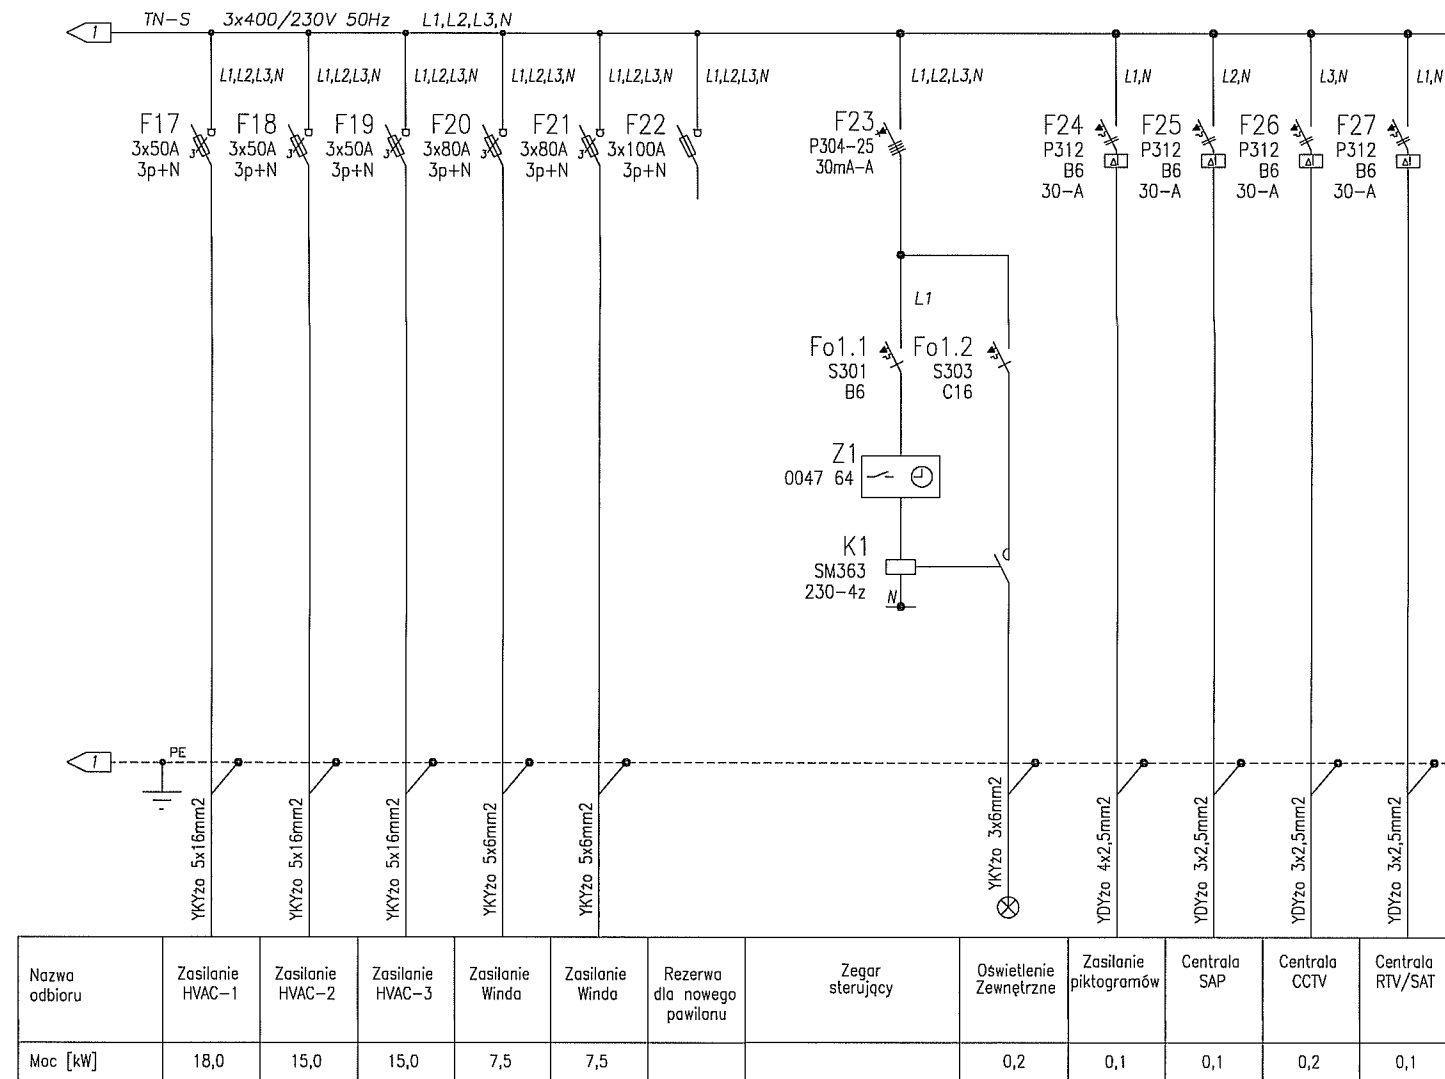 TN-S 3x400/230V 50Hz L1,L2,L3,N
1
L1,L2,L3,N L1,L2,L3,N L1,L2,L3,N L1,L2,L3,N L1,L2,L3,N L1,L2,L3,N L1,L2,L3,N L1,N L2,N L3,N L1,N
F17
3x50A
3p+N
3
F18
3x50A
3p+N
3
F19
3x50A
3p+N
3
F20
3x80A
3p+N
3
F21
3x80A
3p+N
3
F22
3x100A
3p+N
F23
P304-25
30mA-A
F24
P312
B6
30-A
F25
P312
B6
30-A
F26
P312
B6
30-A
F27
P312
B6
30-A
L1
Fo1.1
S301
B6
Fo1.2
S303
C16
Z1
0047 64
K1
SM363
230-4z
N
1
PE
YKYżo 5x16mm2
YKYżo 5x16mm2
YKYżo 5x16mm2
YKYżo 5x6mm2
YKYżo 5x6mm2
YKYżo 3x6mm2
YDYżo 4x2,5mm2
YDYżo 3x2,5mm2
YDYżo 3x2,5mm2
YDYżo 3x2,5mm2
Nazwa
odbioru
Zasilanie
HVAC-1
Zasilanie
HVAC-2
Zasilanie
HVAC-3
Zasilanie
Winda
Zasilanie
Winda
Rezerwa
dla nowego
pawilonu
Zegar
sterujący
Oświetlenie
Zewnętrzne
Zasilanie
piktogramów
Centrala
SAP
Centrala
CCTV
Centrala
RTV/SAT
Moc [kW] 18,0 15,0 15,0 7,5 7,5 0,2 0,1 0,1 0,2 0,1